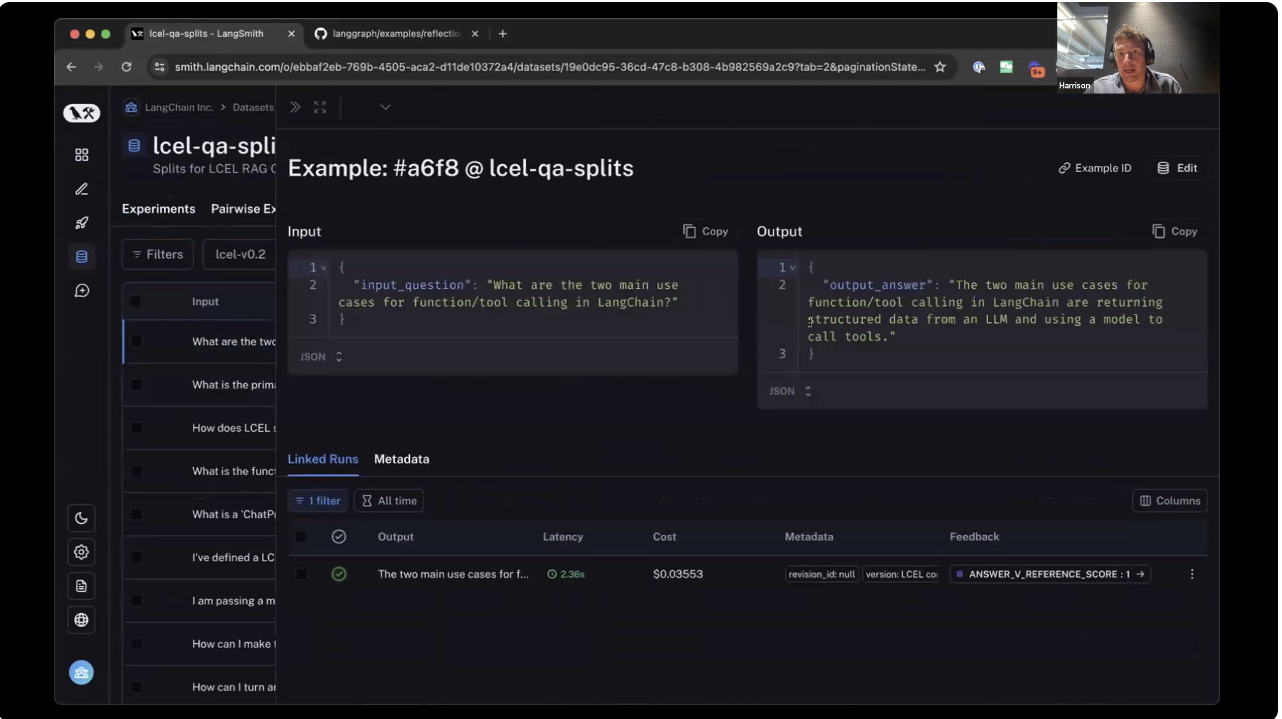 lcel-qa-splits - LangSmith
langgraph/examples/reflectio
smith.langchain.com/o/ebbaf2eb-769b-4505-aca2-d11de10372a4/datasets/19e0dc95-36cd-47c8-b308-4b982569a2c9?tab=2&paginationState...
9+
Harrison
LangChain Inc. > Datasets
lcel-qa-spli
Splits for LCEL RAG
Experiments
Pairwise Ex
Filters
lcel-v0.2
Input
What are the two
What is the prima
How does LCEL s
What is the funct
What is a 'ChatPr
I've defined a LC
I am passing a m
How can I make t
How can I turn an
Example: #a6f8 @ lcel-qa-splits
Example ID
Edit
Input
Copy
1 {
2 "input_question": "What are the two main use
cases for function/tool calling in LangChain?"
3 }
JSON
Output
Copy
1 {
2 "output_answer": "The two main use cases for
function/tool calling in LangChain are returning
structured data from an LLM and using a model to
call tools."
3 }
JSON
Linked Runs
Metadata
1 filter
All time
Columns
Output
Latency
Cost
Metadata
Feedback
The two main use cases for f...
2.36s
$0.03553
revision_id: null
version: LCEL co
ANSWER_V_REFERENCE_SCORE : 1 →